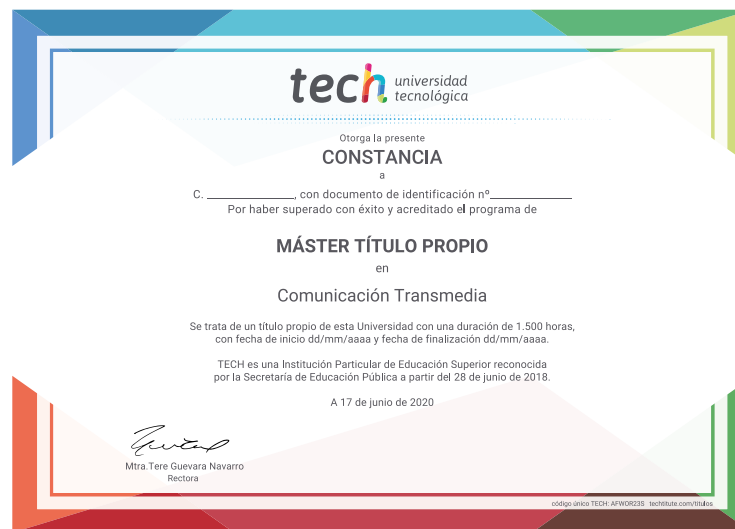 tech universidad
tecnológica
Otorga la presente
CONSTANCIA
a
C. ________________, con documento de identificación nº______________
Por haber superado con éxito y acreditado el programa de
MÁSTER TÍTULO PROPIO
en
Comunicación Transmedia
Se trata de un título propio de esta Universidad con una duración de 1.500 horas,
con fecha de inicio dd/mm/aaaa y fecha de finalización dd/mm/aaaa.
TECH es una Institución Particular de Educación Superior reconocida
por la Secretaría de Educación Pública a partir del 28 de junio de 2018.
A 17 de junio de 2020
Mtra.Tere Guevara Navarro
Rectora
código único TECH: AFWOR23S techtitute.com/títulos